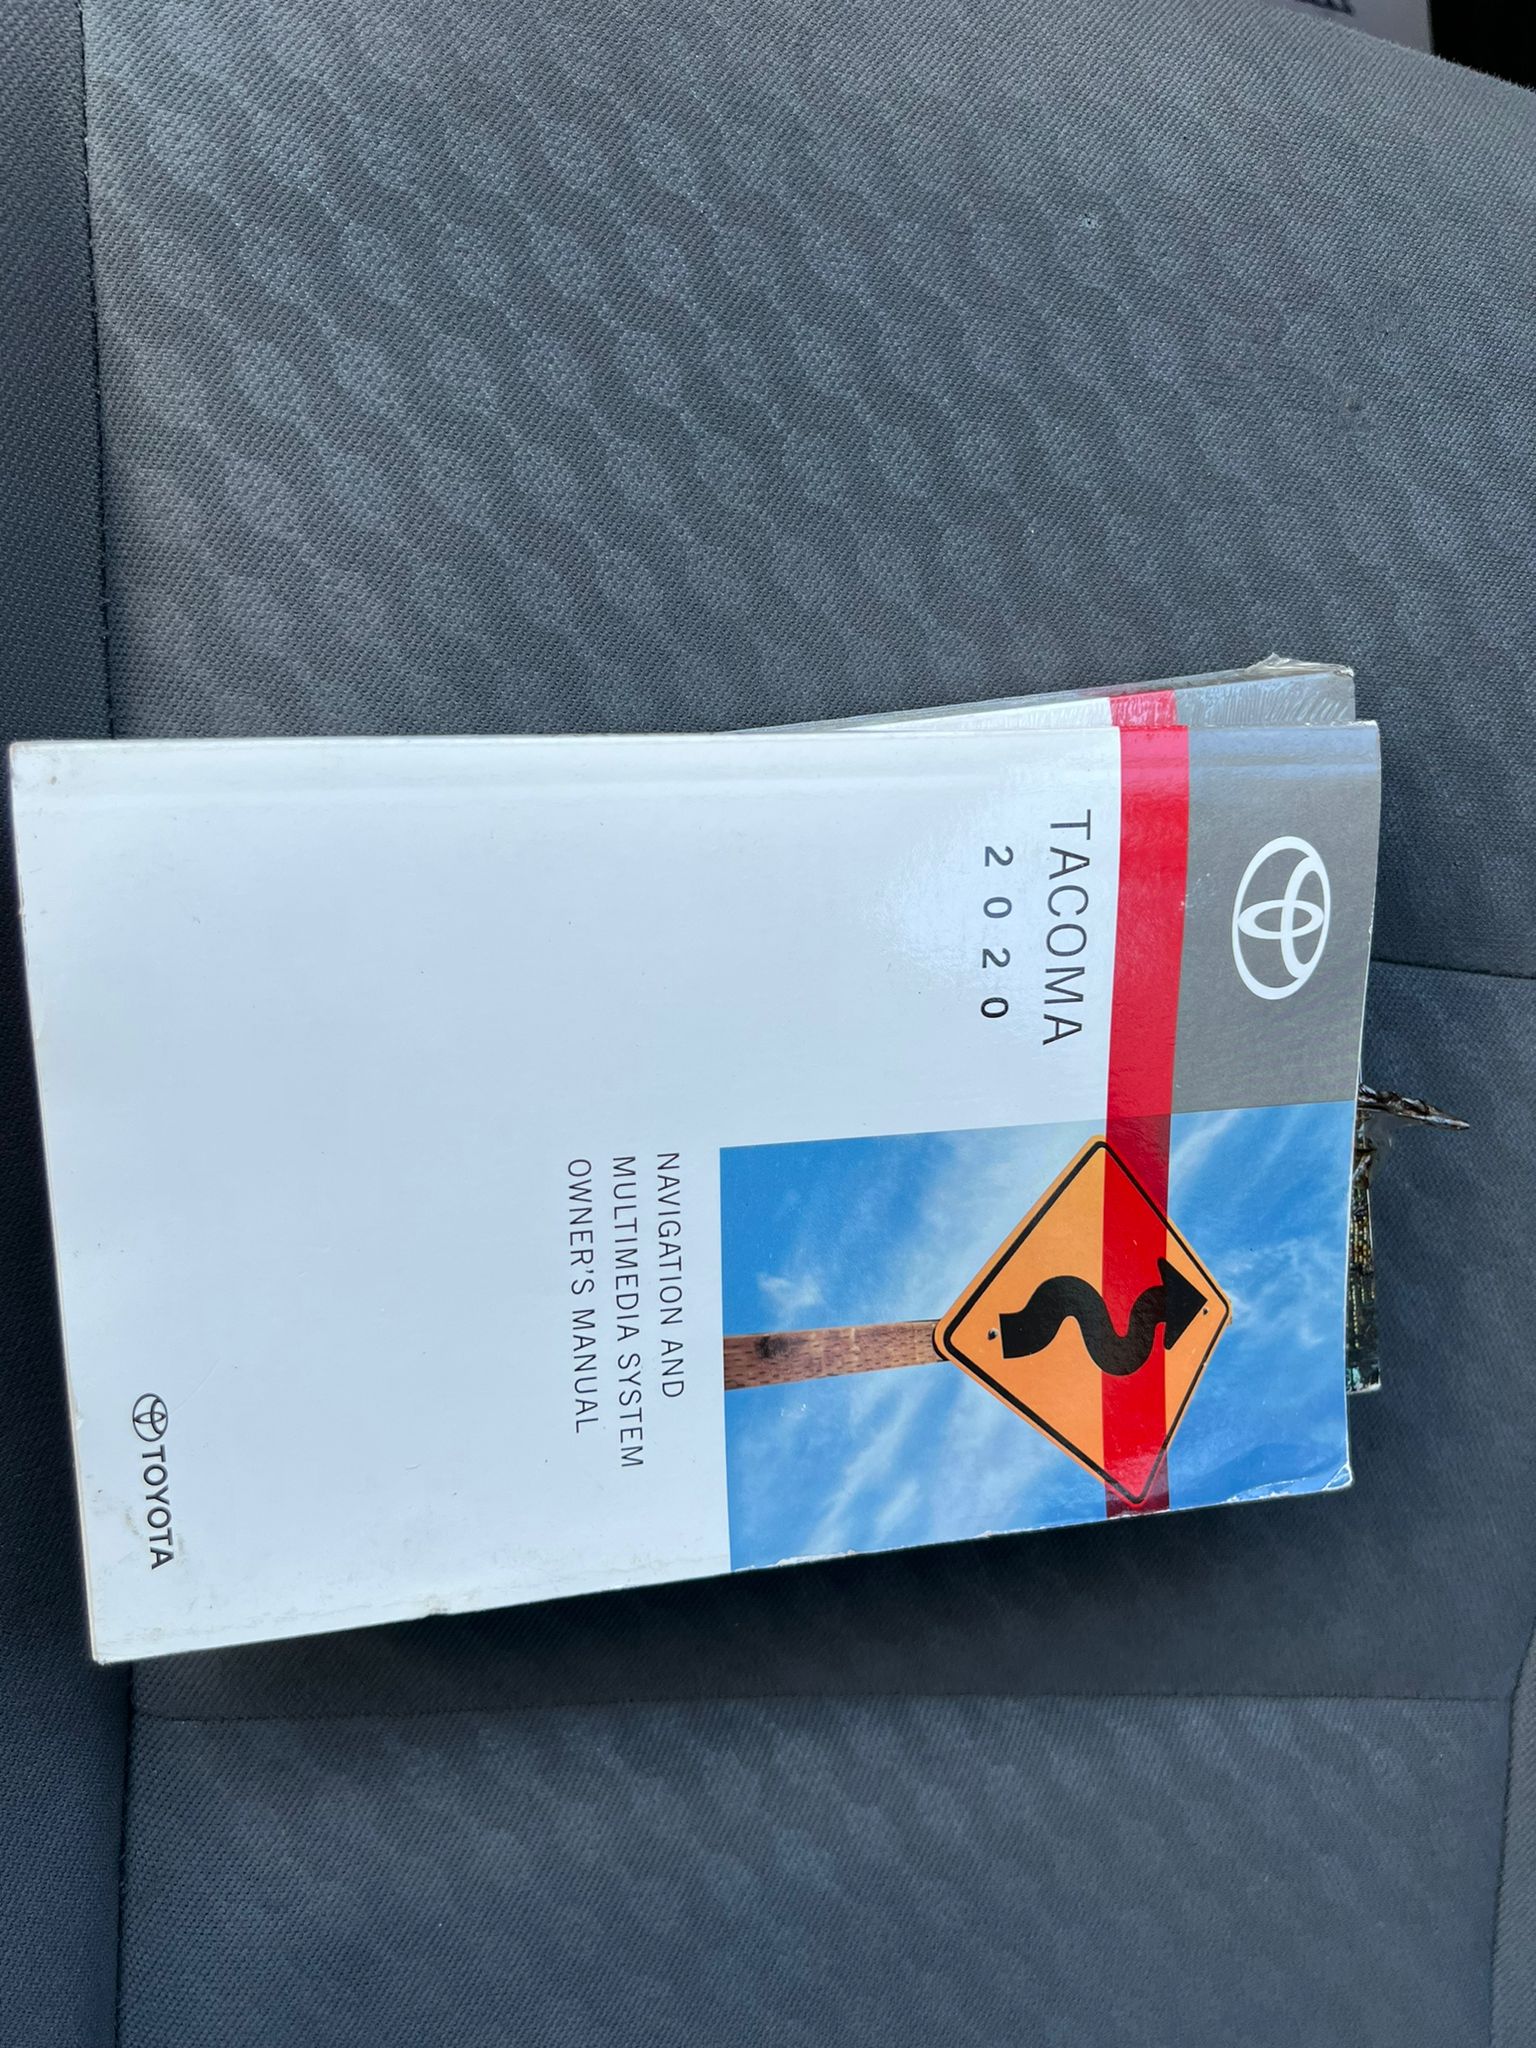 TACOMA
2020
NAVIGATION AND
MULTIMEDIA SYSTEM
OWNER'S MANUAL
TOYOTA